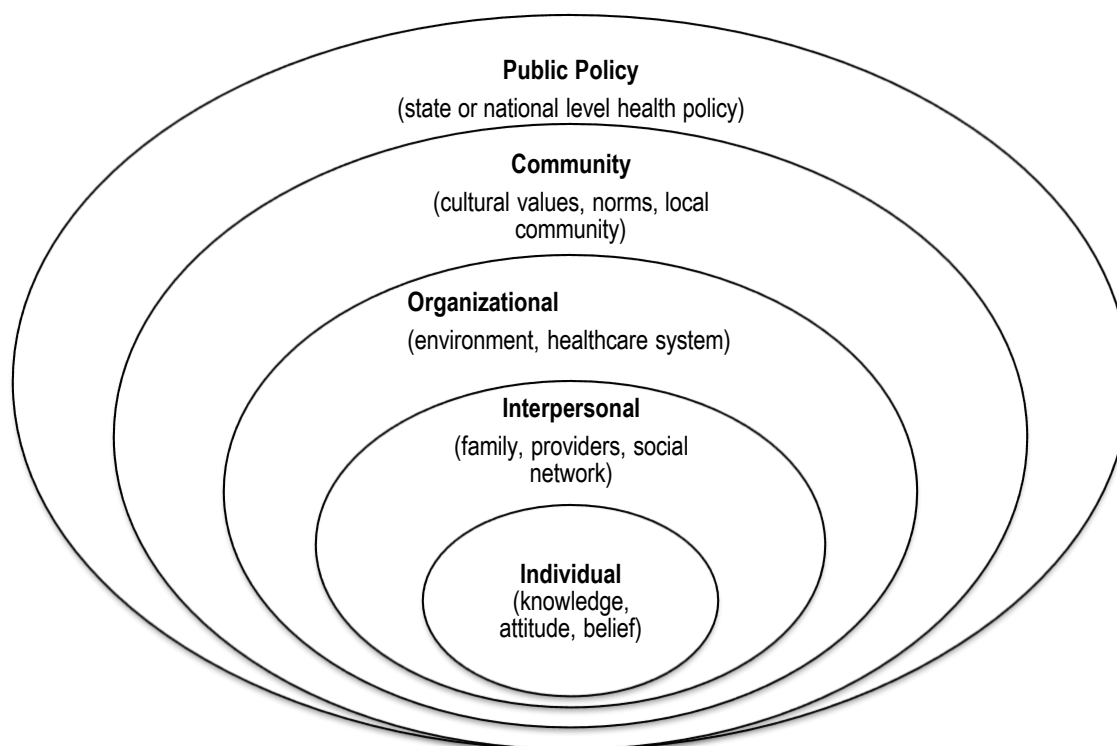 Public Policy
(state or national level health policy)
Community
(cultural values, norms, local
community)
Organizational
(environment, healthcare system)
Interpersonal
(family, providers, social
network)
Individual
(knowledge,
attitude, belief)